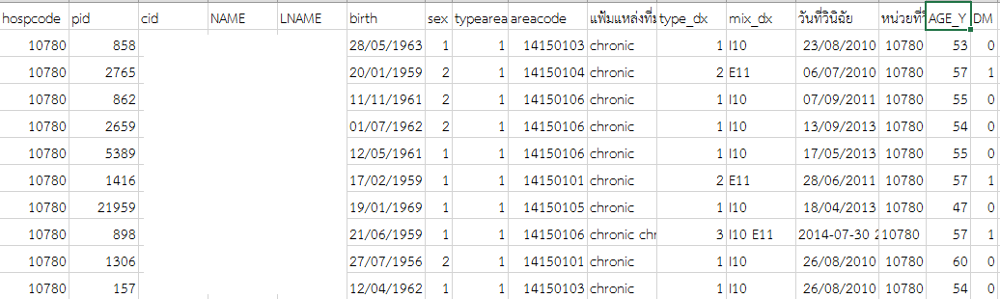 hospcode pid cid NAME LNAME birth sex typearea areacode แฟ้มแหล่งที่ม type_dx mix_dx วันที่วินิฉัย หน่วยที่วิ AGE_Y DM
10780 858 28/05/1963 1 1 14150103 chronic 1 I10 23/08/2010 10780 53 0
10780 2765 20/01/1959 2 1 14150104 chronic 2 E11 06/07/2010 10780 57 1
10780 862 11/11/1961 2 1 14150106 chronic 1 I10 07/09/2011 10780 55 0
10780 2659 01/07/1962 2 1 14150106 chronic 1 I10 13/09/2013 10780 54 0
10780 5389 12/05/1961 1 1 14150106 chronic 1 I10 17/05/2013 10780 55 0
10780 1416 17/02/1959 1 1 14150101 chronic 2 E11 28/06/2011 10780 57 1
10780 21959 19/01/1969 1 1 14150105 chronic 1 I10 18/04/2013 10780 47 0
10780 898 21/06/1959 1 1 14150106 chronic chr 3 I10 E11 2014-07-30 2 10780 57 1
10780 1306 27/07/1956 2 1 14150101 chronic 1 I10 26/08/2010 10780 60 0
10780 157 12/04/1962 1 1 14150103 chronic 1 I10 26/08/2010 10780 54 0